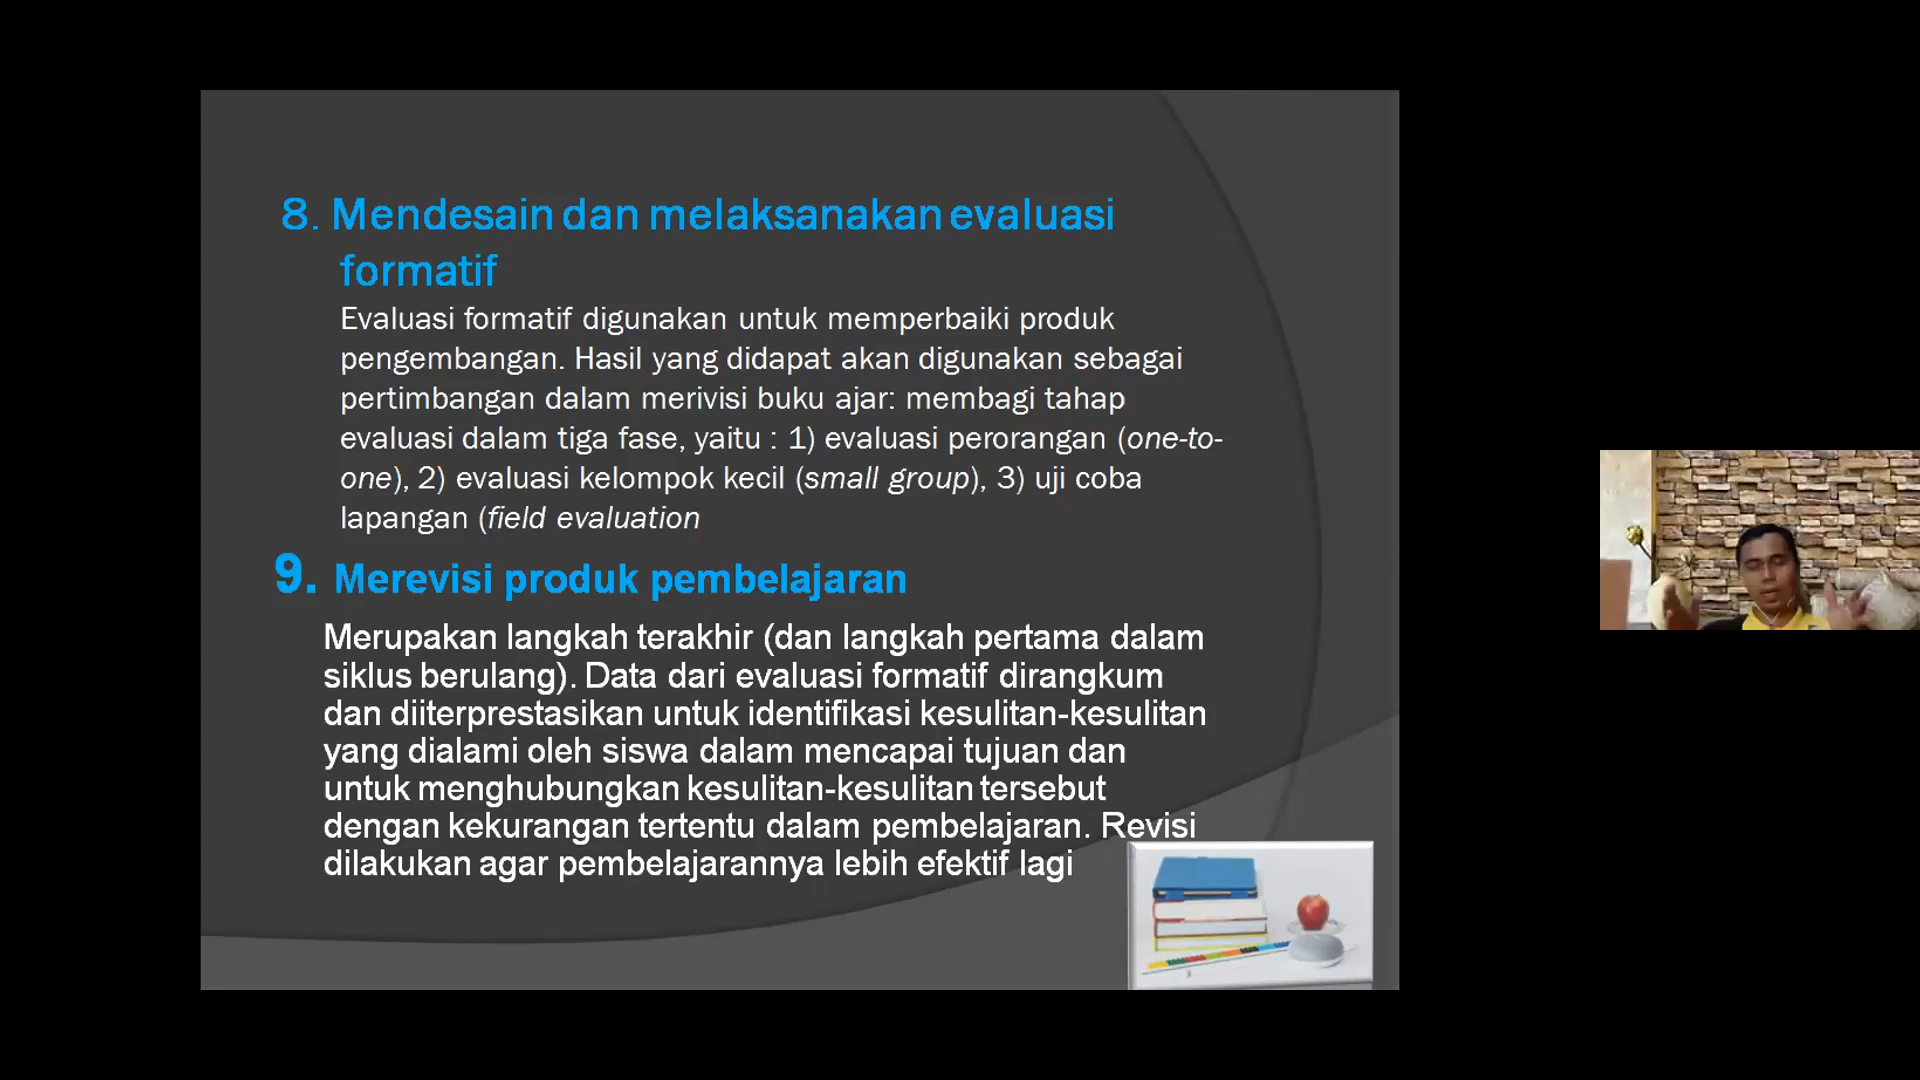 8. Mendesain dan melaksanakan evaluasi
formatif
Evaluasi formatif digunakan untuk memperbaiki produk
pengembangan. Hasil yang didapat akan digunakan sebagai
pertimbangan dalam merivisi buku ajar: membagi tahap
evaluasi dalam tiga fase, yaitu : 1) evaluasi perorangan (one-to-
one), 2) evaluasi kelompok kecil (small group), 3) uji coba
lapangan (field evaluation
9. Merevisi produk pembelajaran
Merupakan langkah terakhir (dan langkah pertama dalam
siklus berulang). Data dari evaluasi formatif dirangkum
dan diiterprestasikan untuk identifikasi kesulitan-kesulitan
yang dialami oleh siswa dalam mencapai tujuan dan
untuk menghubungkan kesulitan-kesulitan tersebut
dengan kekurangan tertentu dalam pembelajaran. Revisi
dilakukan agar pembelajarannya lebih efektif lagi